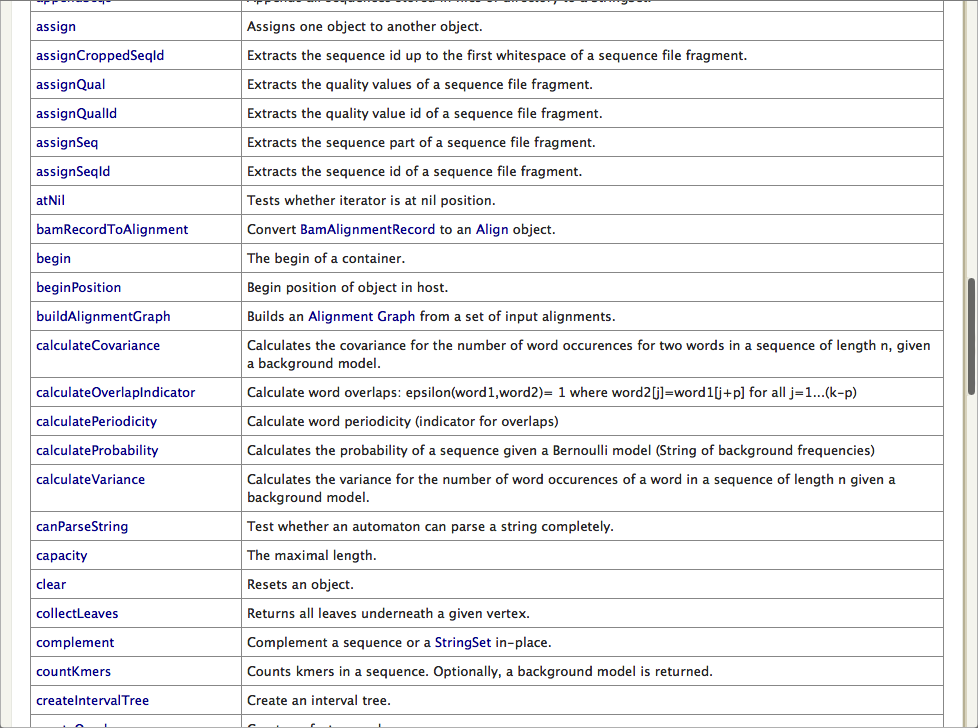 assign Assigns one object to another object.
assignCroppedSeqId Extracts the sequence id up to the first whitespace of a sequence file fragment.
assignQual Extracts the quality values of a sequence file fragment.
assignQualId Extracts the quality value id of a sequence file fragment.
assignSeq Extracts the sequence part of a sequence file fragment.
assignSeqId Extracts the sequence id of a sequence file fragment.
atNil Tests whether iterator is at nil position.
bamRecordToAlignment Convert BamAlignmentRecord to an Align object.
begin The begin of a container.
beginPosition Begin position of object in host.
buildAlignmentGraph Builds an Alignment Graph from a set of input alignments.
calculateCovariance Calculates the covariance for the number of word occurences for two words in a sequence of length n, given
a background model.
calculateOverlapIndicator Calculate word overlaps: epsilon(word1,word2)= 1 where word2[j]=word1[j+p] for all j=1...(k-p)
calculatePeriodicity Calculate word periodicity (indicator for overlaps)
calculateProbability Calculates the probability of a sequence given a Bernoulli model (String of background frequencies)
calculateVariance Calculates the variance for the number of word occurences of a word in a sequence of length n given a
background model.
canParseString Test whether an automaton can parse a string completely.
capacity The maximal length.
clear Resets an object.
collectLeaves Returns all leaves underneath a given vertex.
complement Complement a sequence or a StringSet in-place.
countKmers Counts kmers in a sequence. Optionally, a background model is returned.
createIntervalTree Create an interval tree.